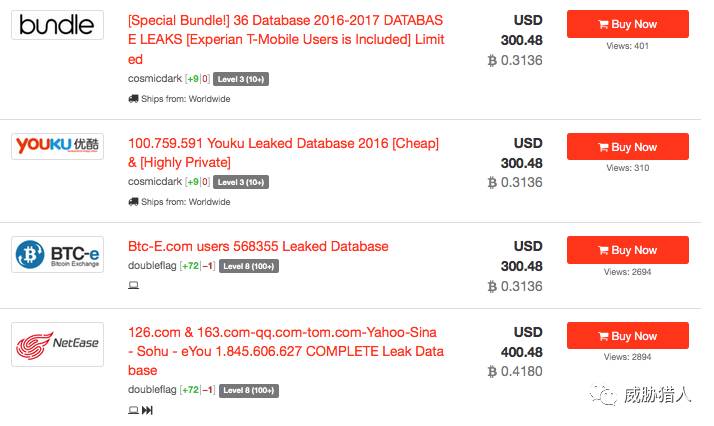 bundle
[Special Bundle!] 36 Database 2016-2017 DATABAS
E LEAKS [Experian T-Mobile Users is Included] Limit
ed
cosmicdark [+9|0] Level 3 (10+)
Ships from: Worldwide
USD
300.48
฿ 0.3136
Buy Now
Views: 401
YOUKU 优酷
100.759.591 Youku Leaked Database 2016 [Cheap]
& [Highly Private]
cosmicdark [+9|0] Level 3 (10+)
Ships from: Worldwide
USD
300.48
฿ 0.3136
Buy Now
Views: 310
BTC-e
Bitcoin Exchange
Btc-E.com users 568355 Leaked Database
doubleflag [+72|−1] Level 8 (100+)
USD
300.48
฿ 0.3136
Buy Now
Views: 2694
NetEase
126.com & 163.com-qq.com-tom.com-Yahoo-Sina
- Sohu - eYou 1.845.606.627 COMPLETE Leak Data
base
doubleflag [+72|−1] Level 8 (100+)
USD
400.48
฿ 0.4180
Buy Now
Views: 2894
威胁猎人